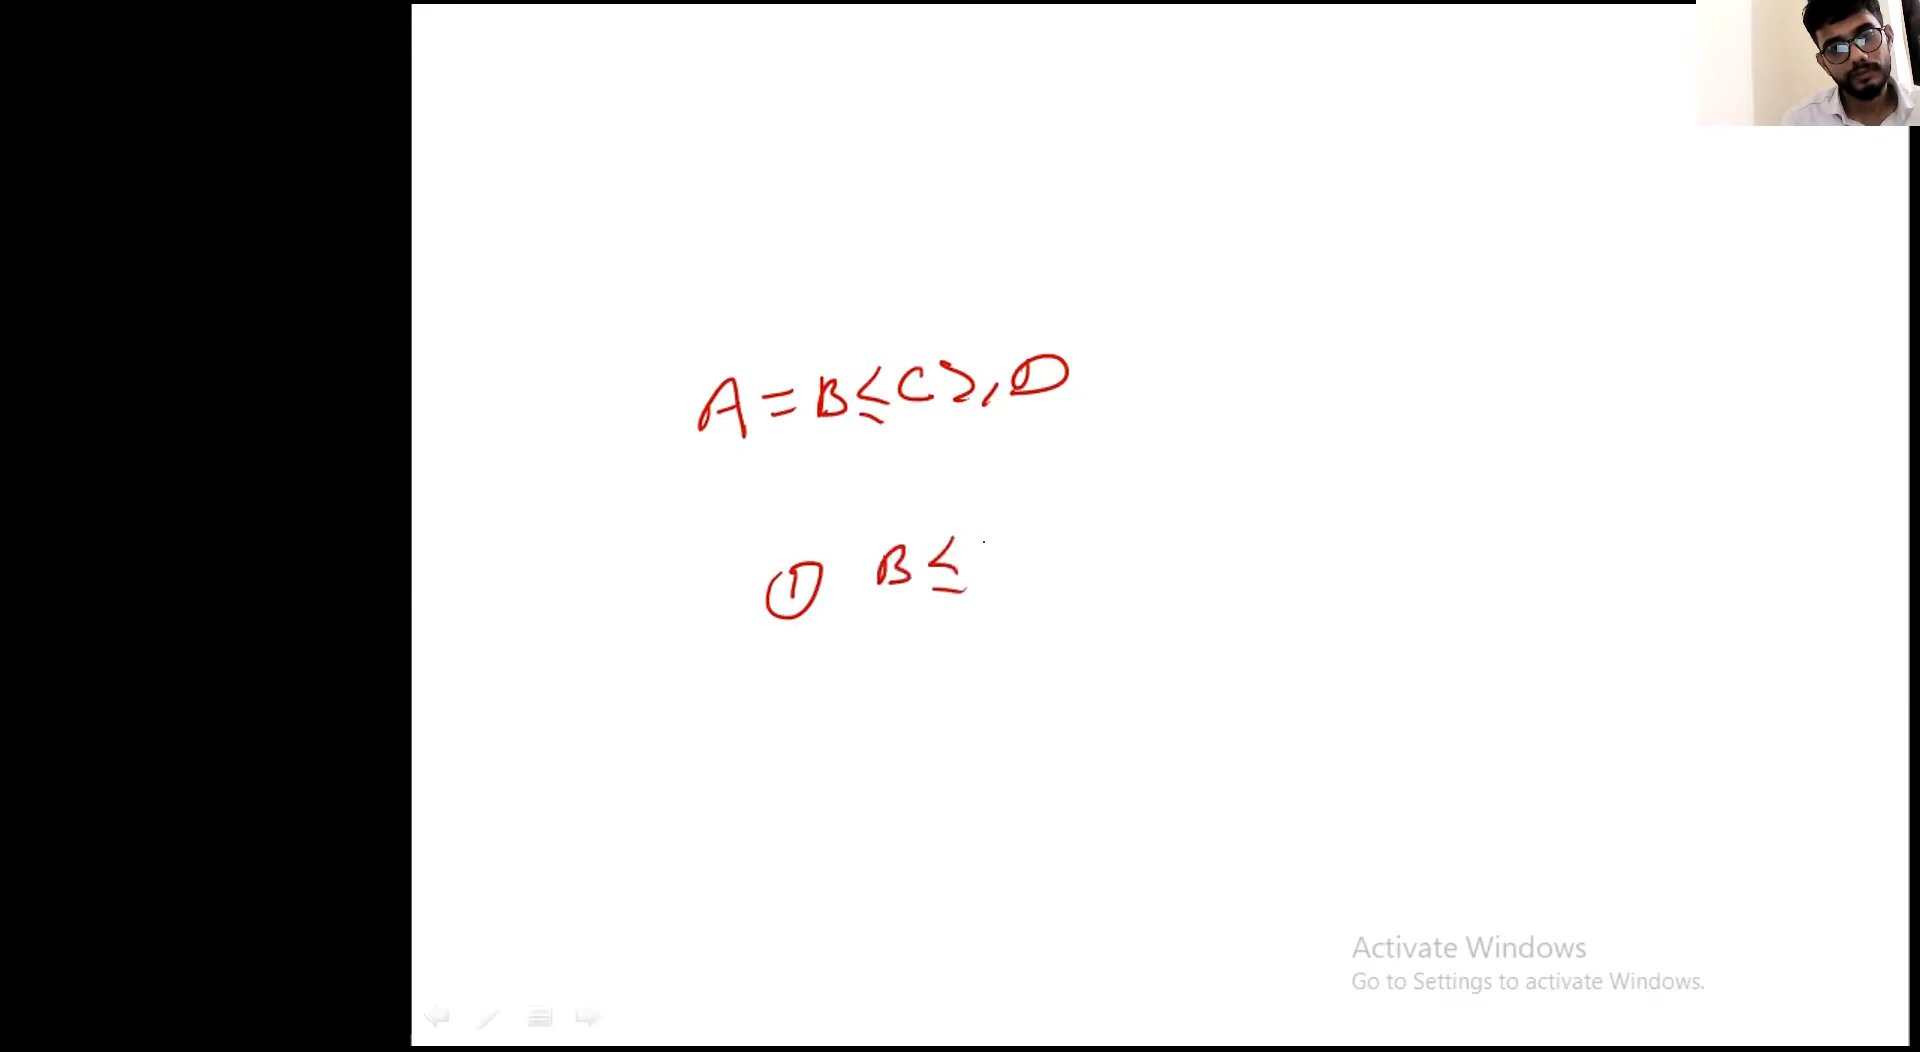 A = B ≤ C ≥ D
① B ≤
Activate Windows
Go to Settings to activate Windows.